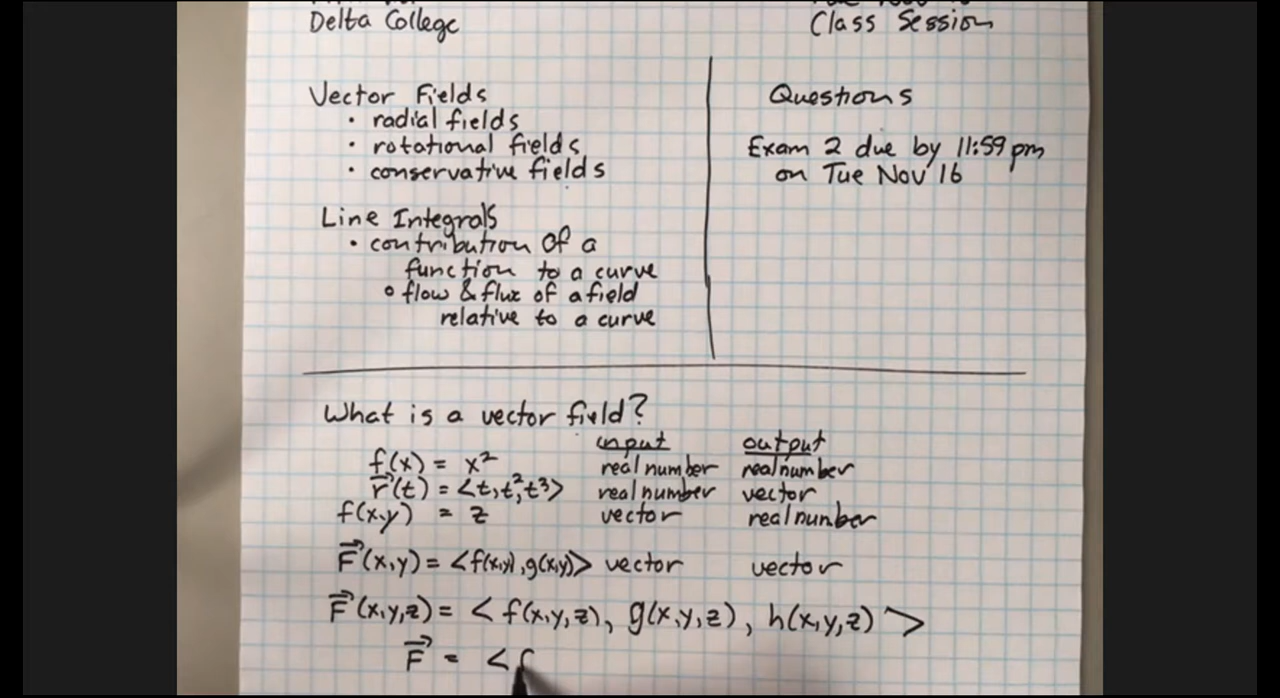 Delta College
Class Session
Vector Fields
• radial fields
• rotational fields
• conservative fields
Line Integrals
• contribution of a
function to a curve
• flow & flux of a field
relative to a curve
Questions
Exam 2 due by 11:59 pm
on Tue Nov 16
What is a vector field?
input output
f(x) = x² real number real number
r⃗(t) = <t, t², t³> real number vector
f(x,y) = z vector real number
F⃗(x,y) = <f(x,y), g(x,y)> vector vector
F⃗(x,y,z) = <f(x,y,z), g(x,y,z), h(x,y,z)>
F⃗ = <